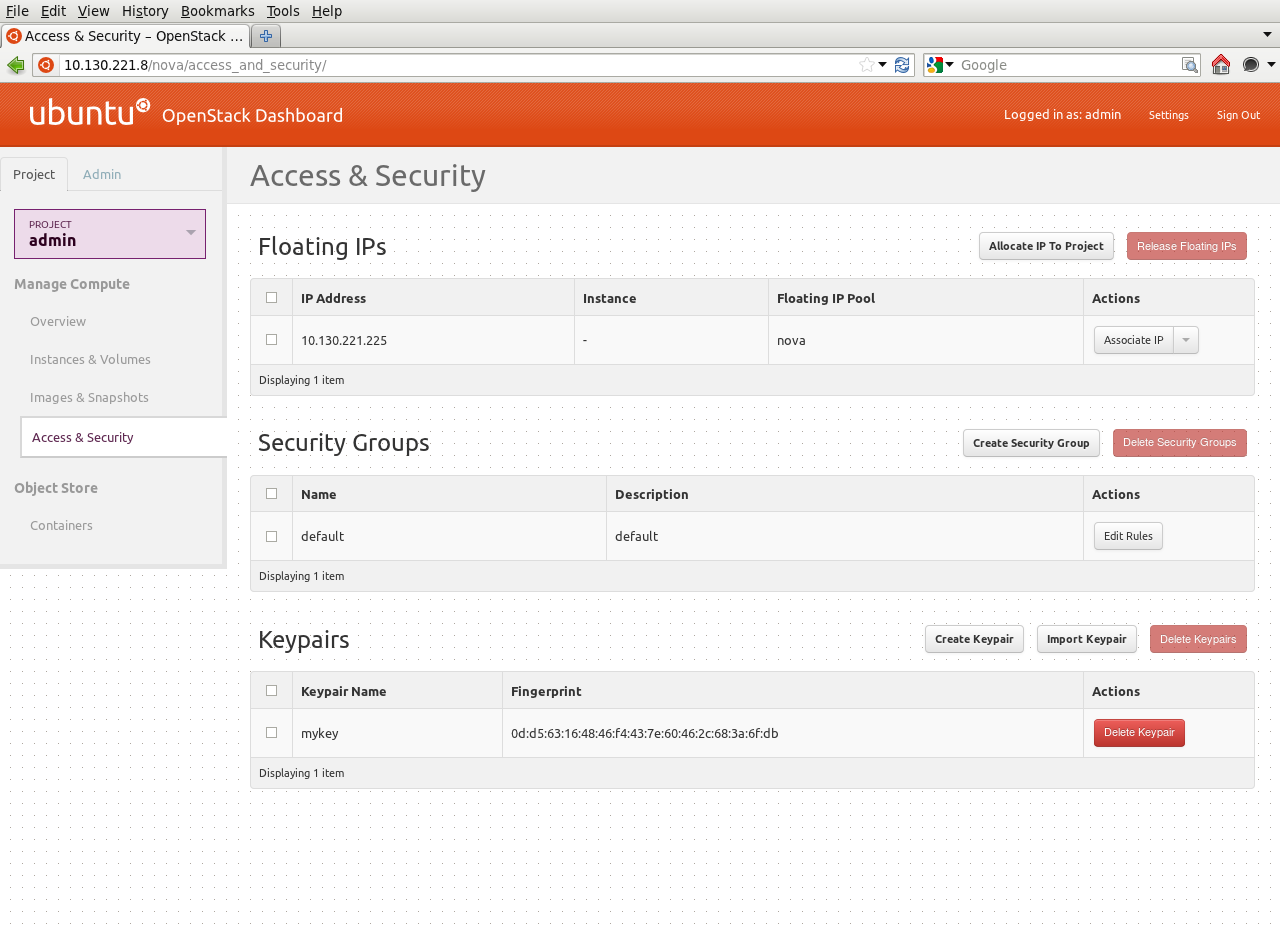 File Edit View History Bookmarks Tools Help
Access & Security – OpenStack ...
10.130.221.8/nova/access_and_security/ Google
ubuntu OpenStack Dashboard Logged in as: admin Settings Sign Out
Project Admin
Access & Security
PROJECT
admin
Manage Compute
Overview
Instances & Volumes
Images & Snapshots
Access & Security
Object Store
Containers
Floating IPs Allocate IP To Project Release Floating IPs
IP Address Instance Floating IP Pool Actions
10.130.221.225 - nova Associate IP
Displaying 1 item
Security Groups Create Security Group Delete Security Groups
Name Description Actions
default default Edit Rules
Displaying 1 item
Keypairs Create Keypair Import Keypair Delete Keypairs
Keypair Name Fingerprint Actions
mykey 0d:d5:63:16:48:46:f4:43:7e:60:46:2c:68:3a:6f:db Delete Keypair
Displaying 1 item